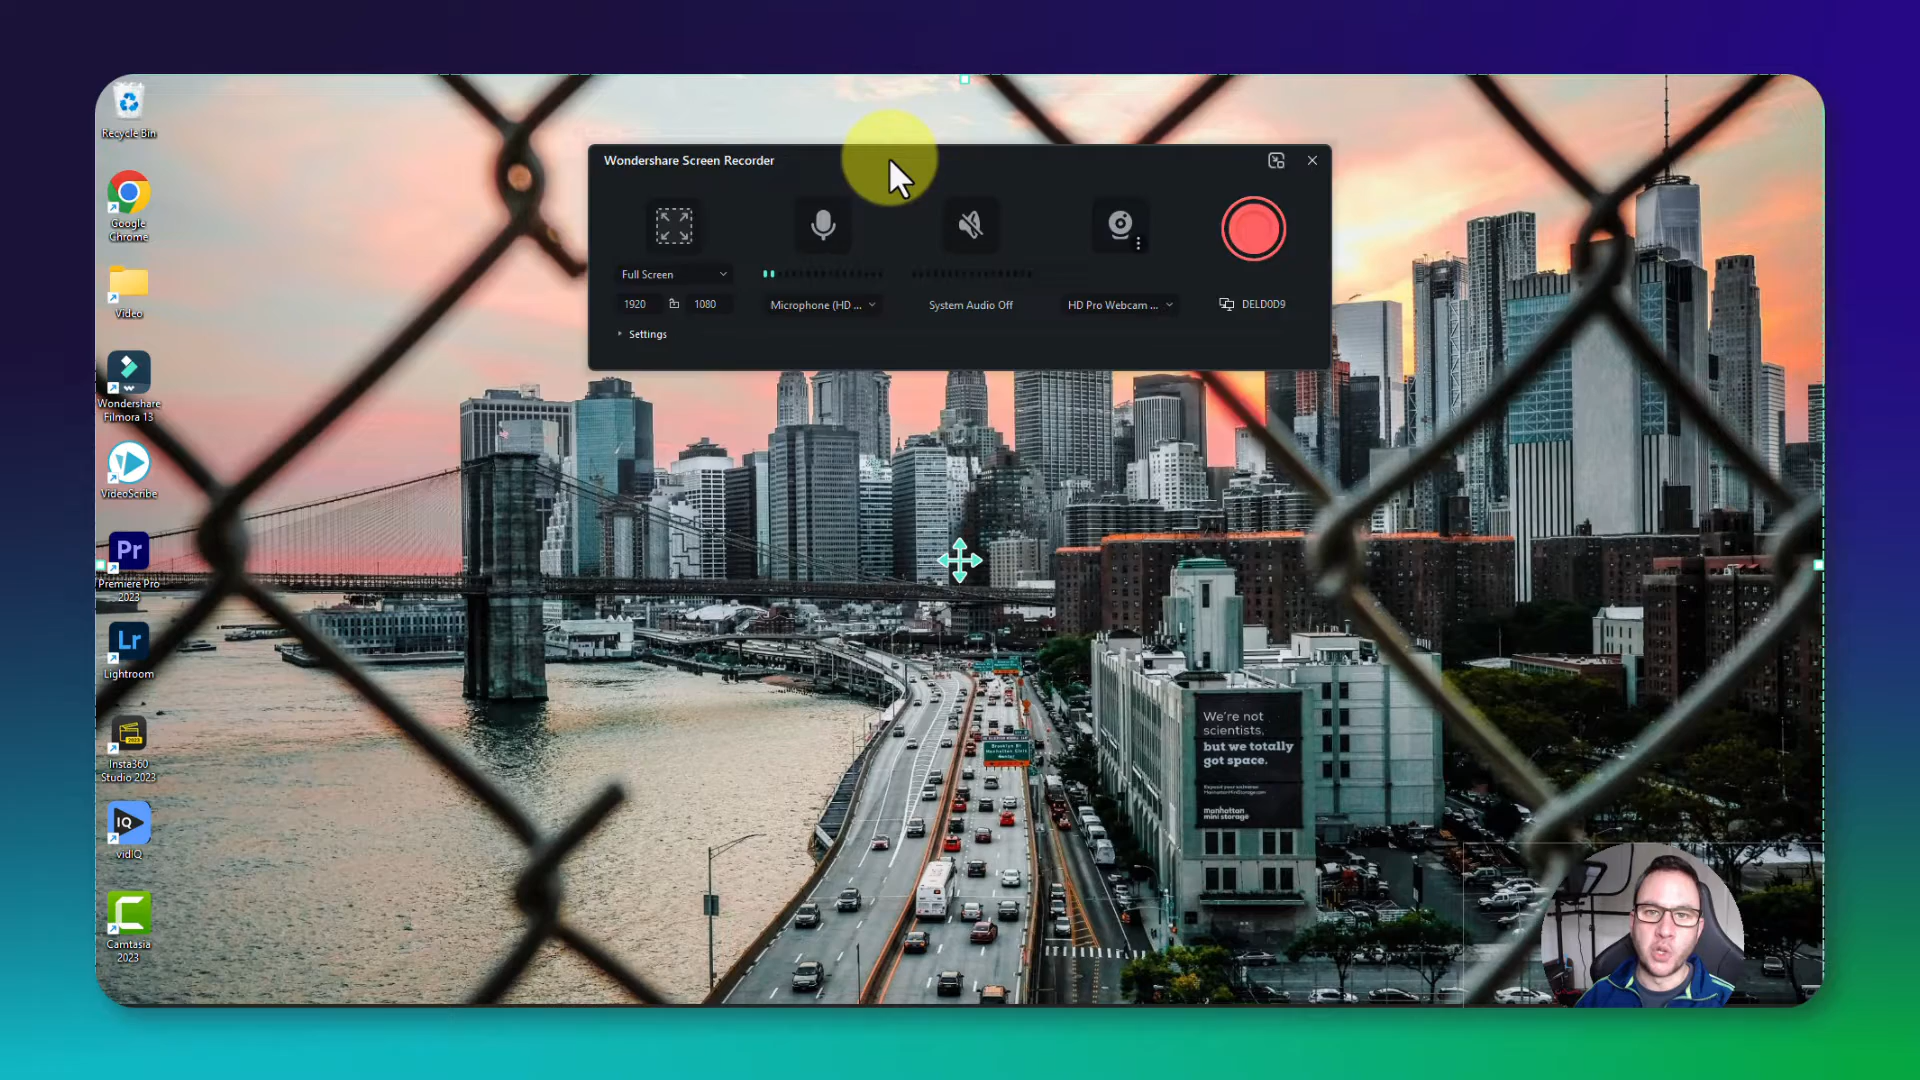 Recycle Bin
Google
Chrome
Video
Wondershare
Filmora 13
VideoScribe
Pr
Premiere Pro
2023
Lr
Lightroom
Insta360
Studio 2023
IQ
vidIQ
Camtasia
2023
Wondershare Screen Recorder
Full Screen
1920
1080
Microphone (HD ...
System Audio Off
HD Pro Webcam ...
DELD0D9
Settings
We're not
scientists,
but we totally
got space.
manhattan
mini storage